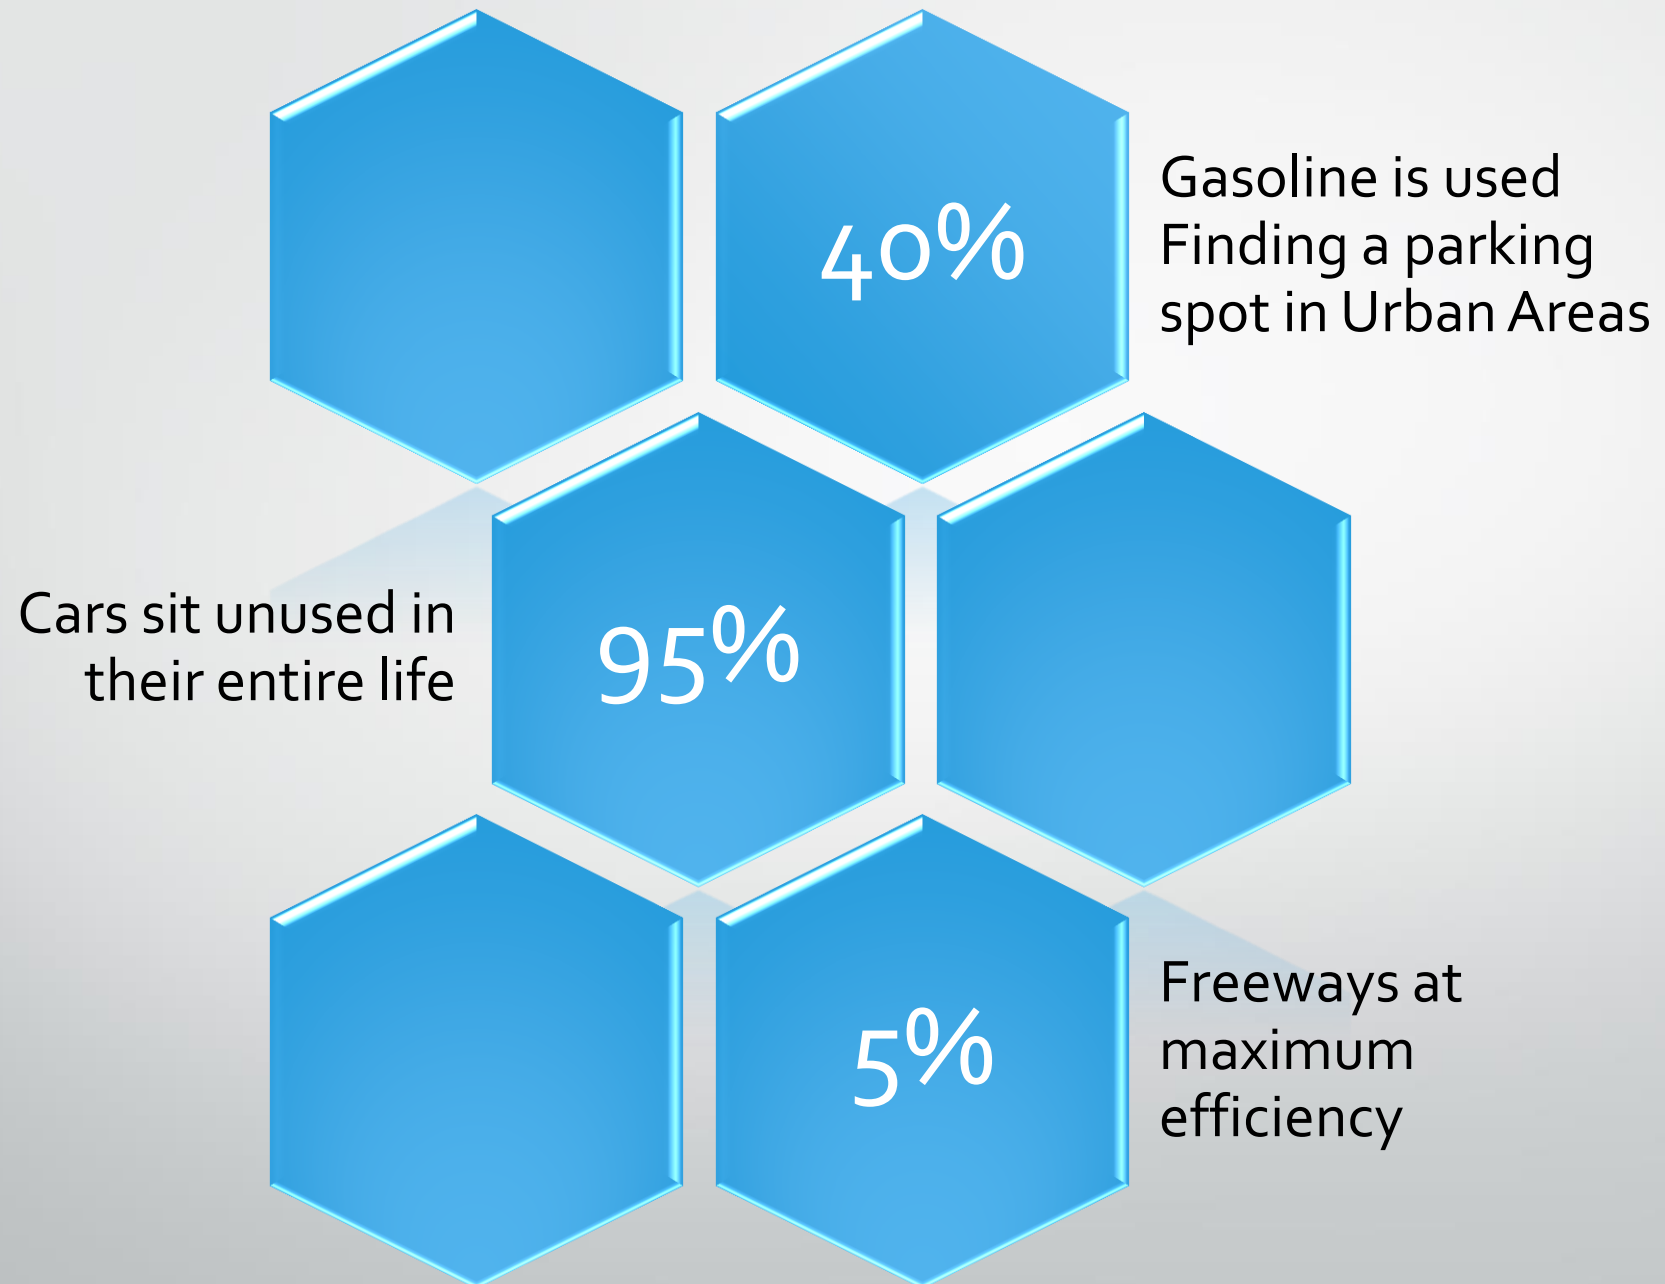 40%
Gasoline is used
Finding a parking
spot in Urban Areas
Cars sit unused in
their entire life
95%
5%
Freeways at
maximum
efficiency